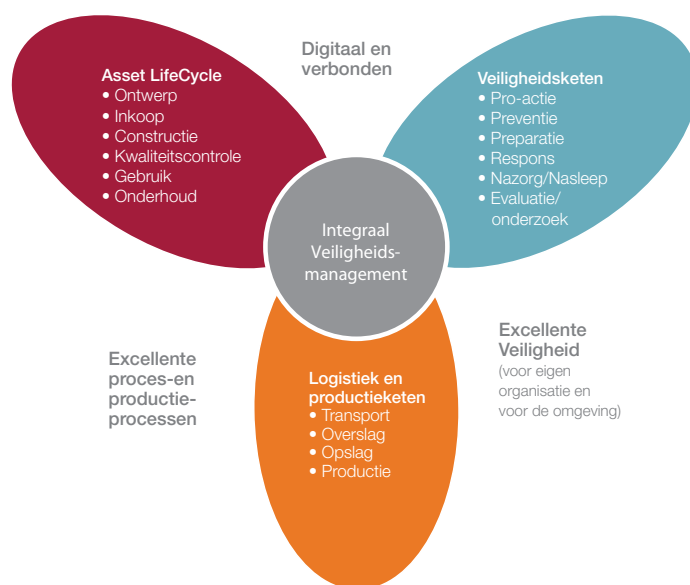 Digitaal en
verbonden
Asset LifeCycle
• Ontwerp
• Inkoop
• Constructie
• Kwaliteitscontrole
• Gebruik
• Onderhoud
Veiligheidsketen
• Pro-actie
• Preventie
• Preparatie
• Respons
• Nazorg/Nasleep
• Evaluatie/
onderzoek
Integraal
Veiligheids-
management
Excellente
proces-en
productie-
processen
Logistiek en
productieketen
• Transport
• Overslag
• Opslag
• Productie
Excellente
Veiligheid
(voor eigen
organisatie en
voor de omgeving)